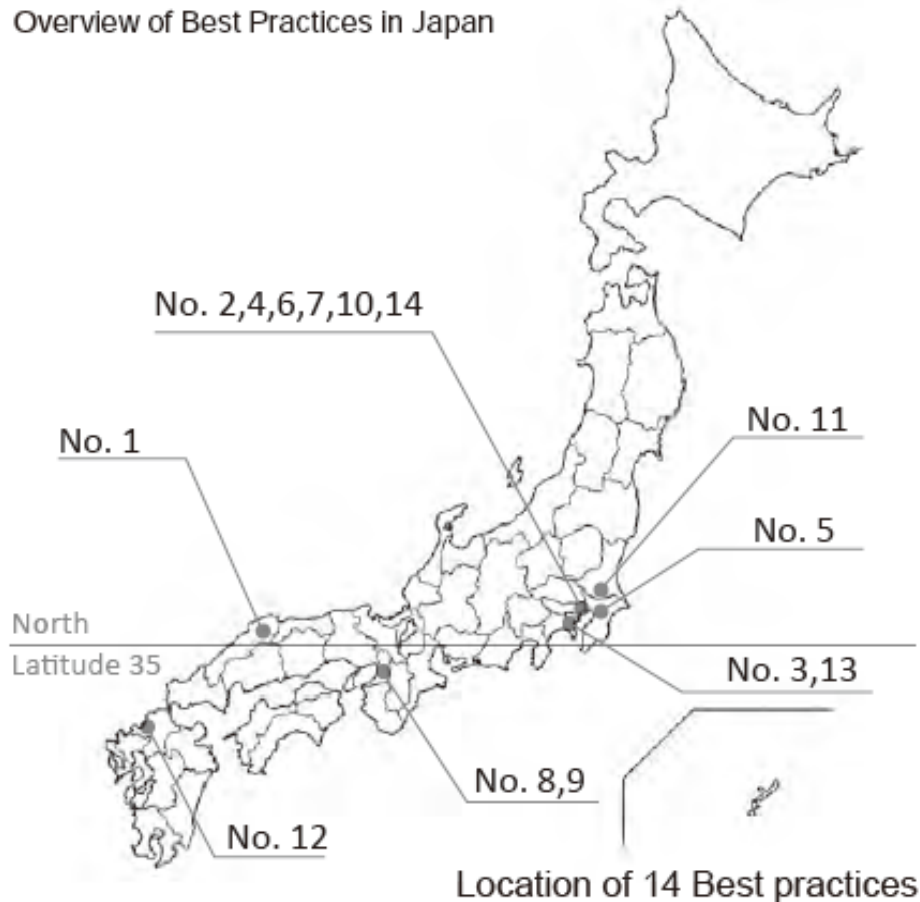 Overview of Best Practices in Japan
No. 2,4,6,7,10,14
No. 11
No. 1
No. 5
North
Latitude 35
No. 3,13
No. 8,9
No. 12
Location of 14 Best practices